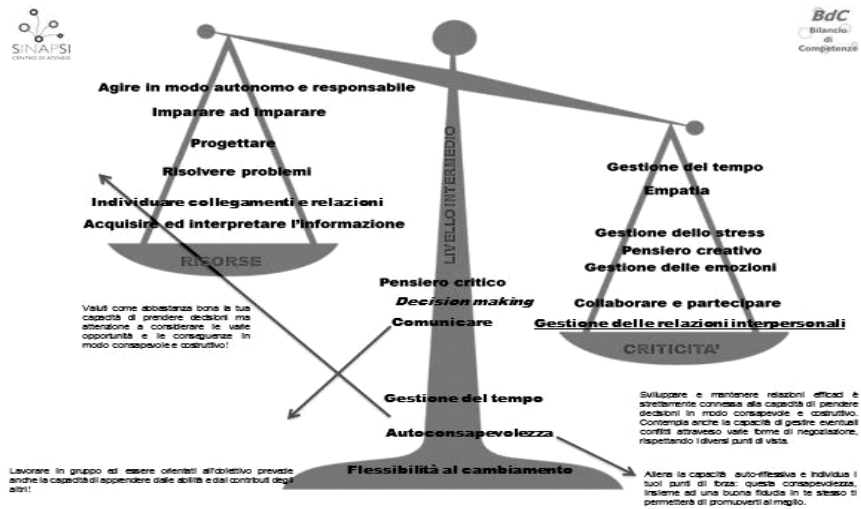 SINAPSI
CENTRO DI ATENEO
BdC
Bilancio
di
Competenze
Agire in modo autonomo e responsabile
Imparare ad imparare
Progettare
Risolvere problemi
Individuare collegamenti e relazioni
Acquisire ed interpretare l'informazione
RISORSE
LIVELLO INTERMEDIO
Gestione del tempo
Empatia
Gestione dello stress
Pensiero creativo
Gestione delle emozioni
Collaborare e partecipare
Gestione delle relazioni interpersonali
CRITICITA'
Pensiero critico
Decision making
Comunicare
Gestione del tempo
Autoconsapevolezza
Flessibilità al cambiamento
Valuti come abbastanza bona la tua
capacità di prendere decisioni ma
attenzione a considerare le varie
opportunità e le conseguenze in
modo consapevole e costruttivo!
Lavorare in gruppo ed essere orientati all'obiettivo prevede
anche la capacità di apprendere dalle abilità e dai contributi degli
altri!
Sviluppare e mantenere relazioni efficaci è
strettamente connessa alla capacità di prendere
decisioni in modo consapevole e costruttivo.
Contempla anche la capacità di gestire eventuali
conflitti attraverso varie forme di negoziazione,
rispettando i diversi punti di vista.
Allena la capacità auto-riflessiva e individua i
tuoi punti di forza: questa consapevolezza,
insieme ad una buona fiducia in te stesso ti
permetterà di promuoverti al meglio.